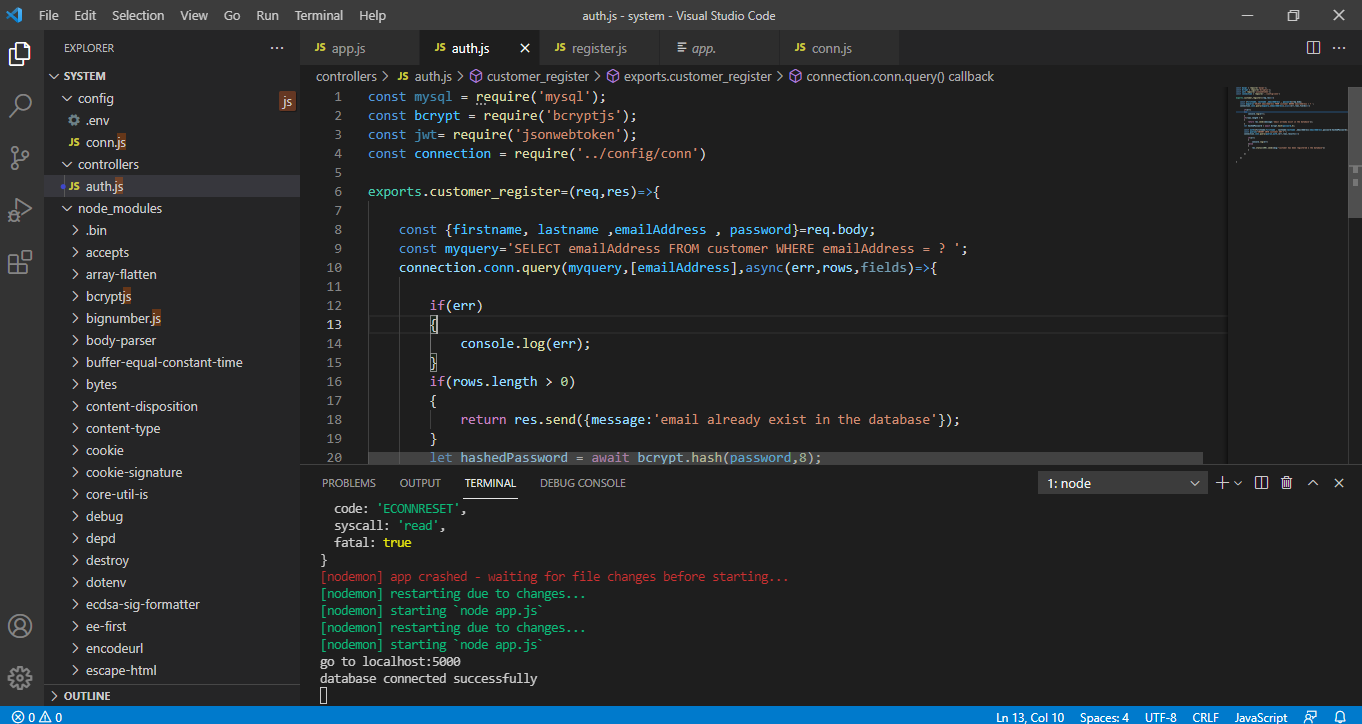 File Edit Selection View Go Run Terminal Help
auth.js - system - Visual Studio Code
EXPLORER
SYSTEM
config
js
.env
JS conn.js
controllers
JS auth.js
node_modules
.bin
accepts
array-flatten
bcryptjs
bignumber.js
body-parser
buffer-equal-constant-time
bytes
content-disposition
content-type
cookie
cookie-signature
core-util-is
debug
depd
destroy
dotenv
ecdsa-sig-formatter
ee-first
encodeurl
escape-html
OUTLINE
JS app.js JS auth.js JS register.js app. JS conn.js
controllers > JS auth.js > customer_register > exports.customer_register > connection.conn.query() callback
1 const mysql = require('mysql');
2 const bcrypt = require('bcryptjs');
3 const jwt= require('jsonwebtoken');
4 const connection = require('../config/conn')
5
6 exports.customer_register=(req,res)=>{
7
8 const {firstname, lastname ,emailAddress , password}=req.body;
9 const myquery='SELECT emailAddress FROM customer WHERE emailAddress = ? ';
10 connection.conn.query(myquery,[emailAddress],async(err,rows,fields)=>{
11
12 if(err)
13 {
14 console.log(err);
15 }
16 if(rows.length > 0)
17 {
18 return res.send({message:'email already exist in the database'});
19 }
20 let hashedPassword = await bcrypt.hash(password,8);
PROBLEMS OUTPUT TERMINAL DEBUG CONSOLE
1: node
code: 'ECONNRESET',
syscall: 'read',
fatal: true
}
[nodemon] app crashed - waiting for file changes before starting...
[nodemon] restarting due to changes...
[nodemon] starting `node app.js`
[nodemon] restarting due to changes...
[nodemon] starting `node app.js`
go to localhost:5000
database connected successfully
0 0
Ln 13, Col 10 Spaces: 4 UTF-8 CRLF JavaScript